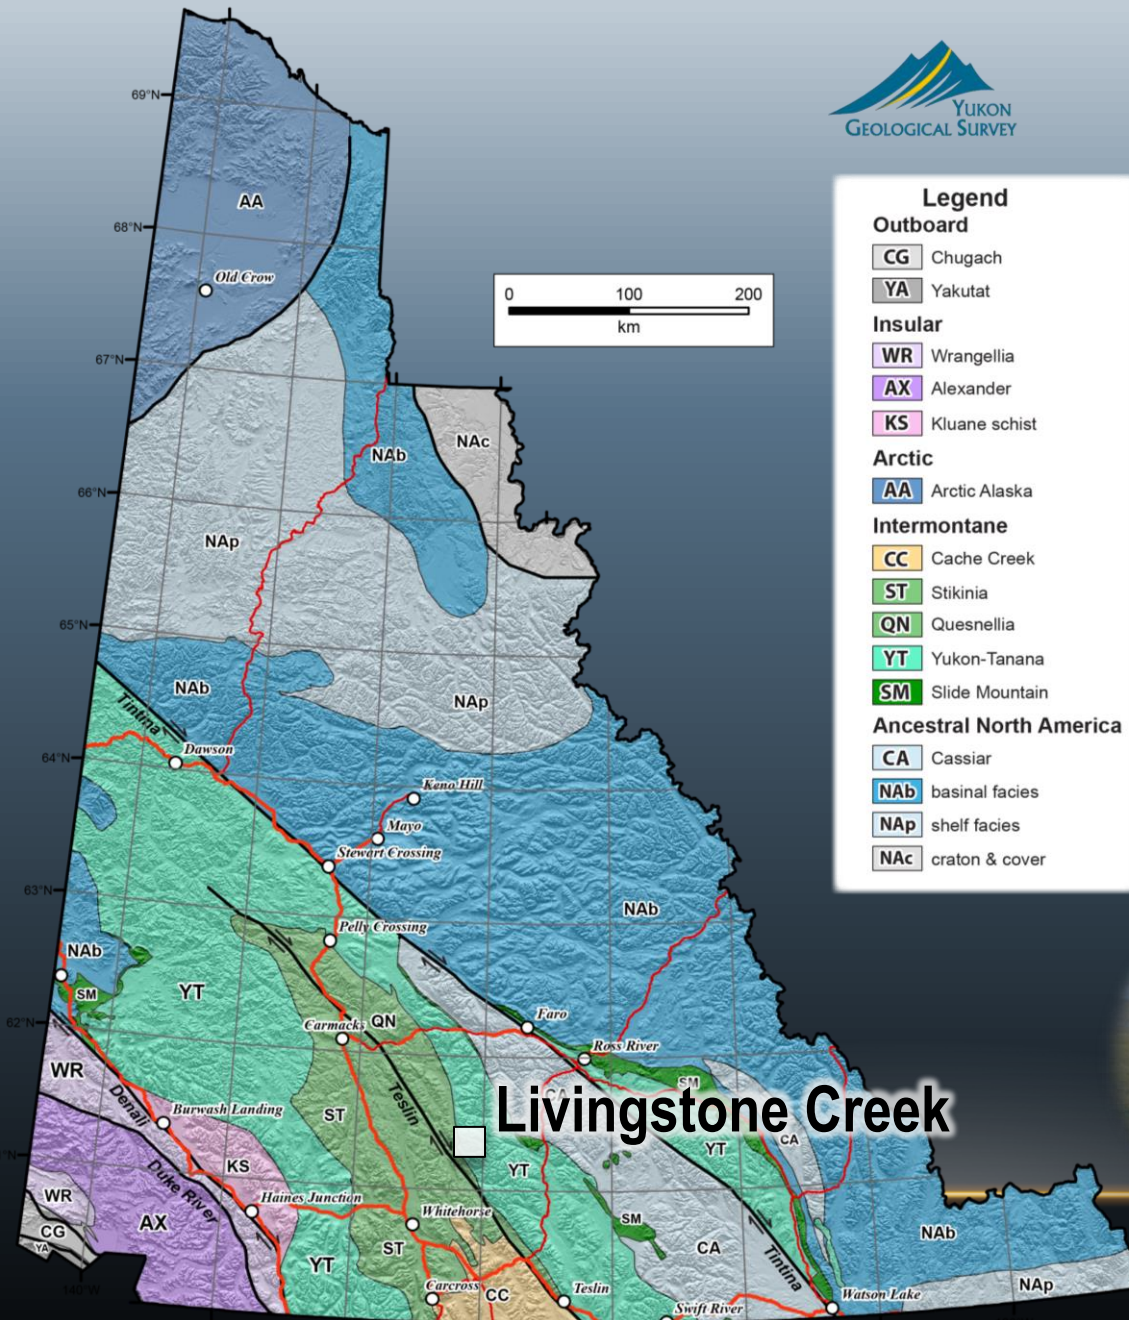 YUKON
GEOLOGICAL SURVEY
69°N
68°N
67°N
66°N
65°N
64°N
63°N
62°N
140°W
0 100 200
km
Legend
Outboard
CG Chugach
YA Yakutat
Insular
WR Wrangellia
AX Alexander
KS Kluane schist
Arctic
AA Arctic Alaska
Intermontane
CC Cache Creek
ST Stikinia
QN Quesnellia
YT Yukon-Tanana
SM Slide Mountain
Ancestral North America
CA Cassiar
NAb basinal facies
NAp shelf facies
NAc craton & cover
AA
Old Crow
NAc
NAb
NAp
NAb
NAp
Tintina
Dawson
Keno Hill
Mayo
Stewart Crossing
NAb
Pelly Crossing
NAb
SM
YT
QN
Carmacks
Faro
Ross River
WR
Denali
Burwash Landing
ST
Teslin
CA
SM
Livingstone Creek
CA
YT
YT
KS
Duke River
Haines Junction
Whitehorse
WR
CG
YA
AX
YT
ST
SM
CA
Tintina
NAb
NAp
Carcross
CC
Teslin
Swift River
Watson Lake